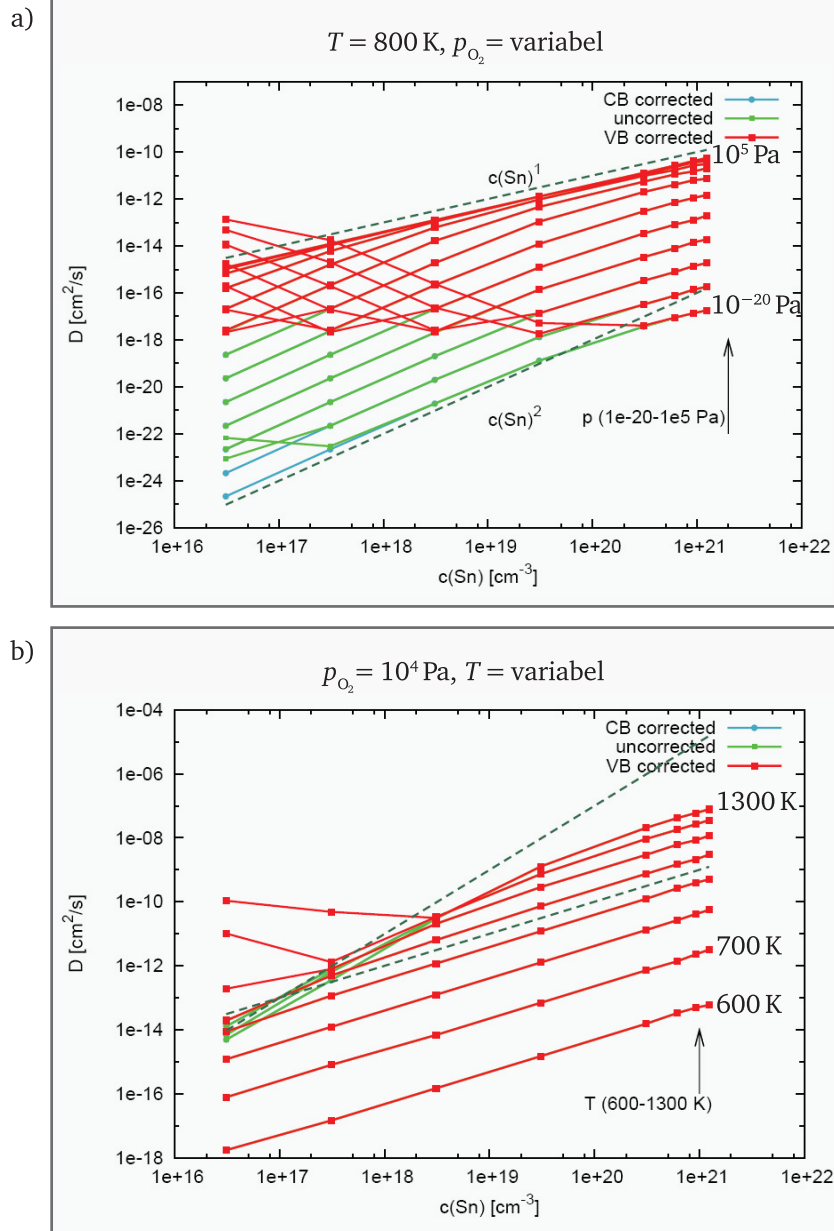 a)
T = 800 K, pO₂ = variabel
1e-08
1e-10
1e-12
1e-14
1e-16
1e-18
1e-20
1e-22
1e-24
1e-26
D [cm²/s]
CB corrected
uncorrected
VB corrected
10⁵ Pa
c(Sn)¹
10⁻²⁰ Pa
c(Sn)²
p (1e-20-1e5 Pa)
1e+16 1e+17 1e+18 1e+19 1e+20 1e+21 1e+22
c(Sn) [cm⁻³]
b)
pO₂ = 10⁴ Pa, T = variabel
1e-04
1e-06
1e-08
1e-10
1e-12
1e-14
1e-16
1e-18
D [cm²/s]
CB corrected
uncorrected
VB corrected
1300 K
700 K
600 K
T (600-1300 K)
1e+16 1e+17 1e+18 1e+19 1e+20 1e+21 1e+22
c(Sn) [cm⁻³]